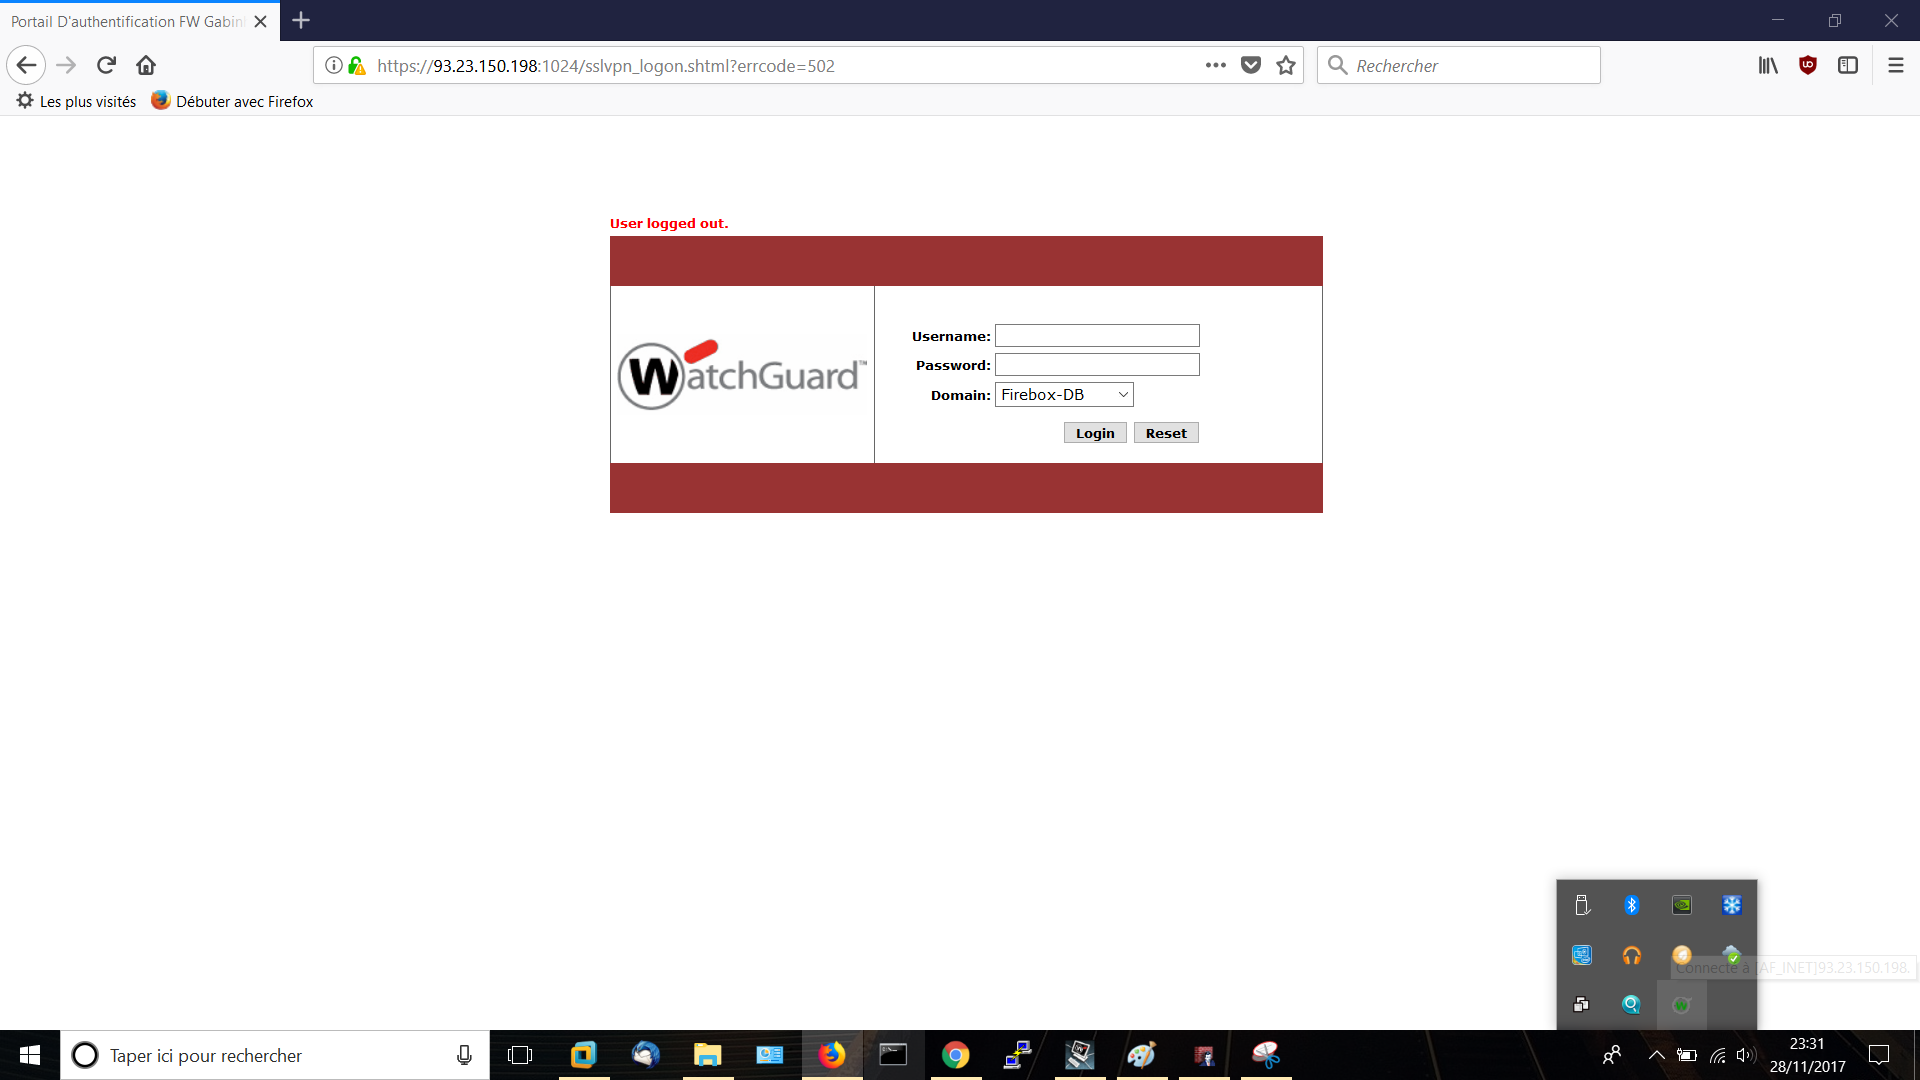 Portail D'authentification FW Gabin
https://93.23.150.198:1024/sslvpn_logon.shtml?errcode=502
Rechercher
Les plus visités
Débuter avec Firefox
User logged out.
WatchGuard™
Username:
Password:
Domain: Firebox-DB
Login Reset
Connecté à [AF_INET]93.23.150.198.
Taper ici pour rechercher
23:31
28/11/2017